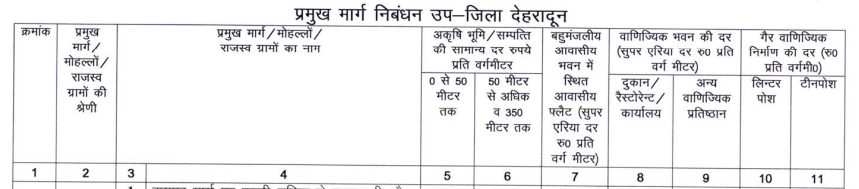 प्रमुख मार्ग निबंधन उप–जिला देहरादून
क्रमांक
प्रमुख
मार्ग/
मोहल्लों/
राजस्व
ग्रामों की
श्रेणी
प्रमुख मार्ग/मोहल्लों/
राजस्व ग्रामों का नाम
अकृषि भूमि/सम्पत्ति
की सामान्य दर रुपये
प्रति वर्गमीटर
0 से 50
मीटर
तक
50 मीटर
से अधिक
व 350
मीटर तक
बहुमंजलीय
आवासीय
भवन में
स्थित
आवासीय
फ्लैट (सुपर
एरिया दर
रु0 प्रति
वर्ग मीटर)
वाणिज्यिक भवन की दर
(सुपर एरिया दर रु0 प्रति
वर्ग मीटर)
दुकान/
रैस्टोरेन्ट/
कार्यालय
अन्य
वाणिज्यिक
प्रतिष्ठान
गैर वाणिज्यिक
निर्माण की दर (रु0
प्रति वर्गमी0)
लिन्टर
पोश
टीनपोश
1 2 3 4 5 6 7 8 9 10 11